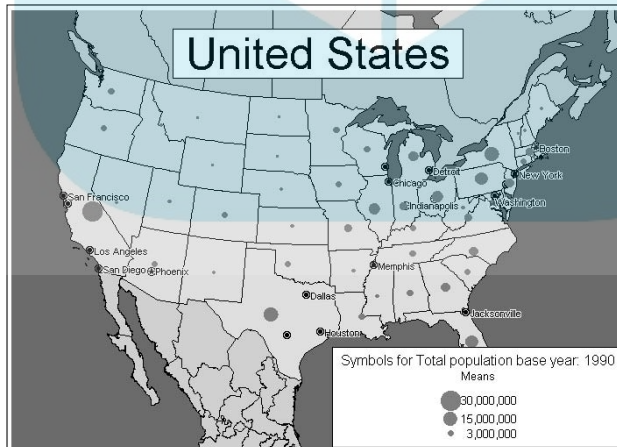 United States
Boston
Detroit
New York
Chicago
Indianapolis
Washington
San Francisco
Los Angeles
Memphis
San Diego
Phoenix
Dallas
Jacksonville
Houston
Symbols for Total population base year: 1990
Means
30,000,000
15,000,000
3,000,000